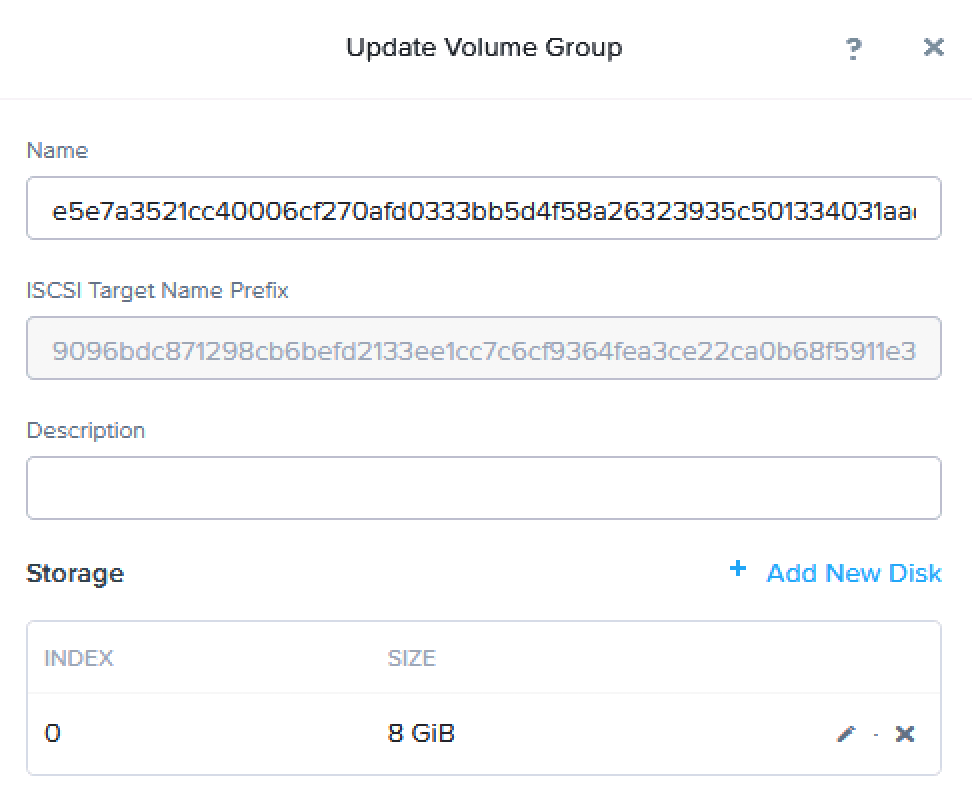 Update Volume Group ? ×
Name
e5e7a3521cc40006cf270afd0333bb5d4f58a26323935c501334031aa
ISCSI Target Name Prefix
9096bdc871298cb6befd2133ee1cc7c6cf9364fea3ce22ca0b68f5911e3
Description
Storage + Add New Disk
INDEX SIZE
0 8 GiB · ×